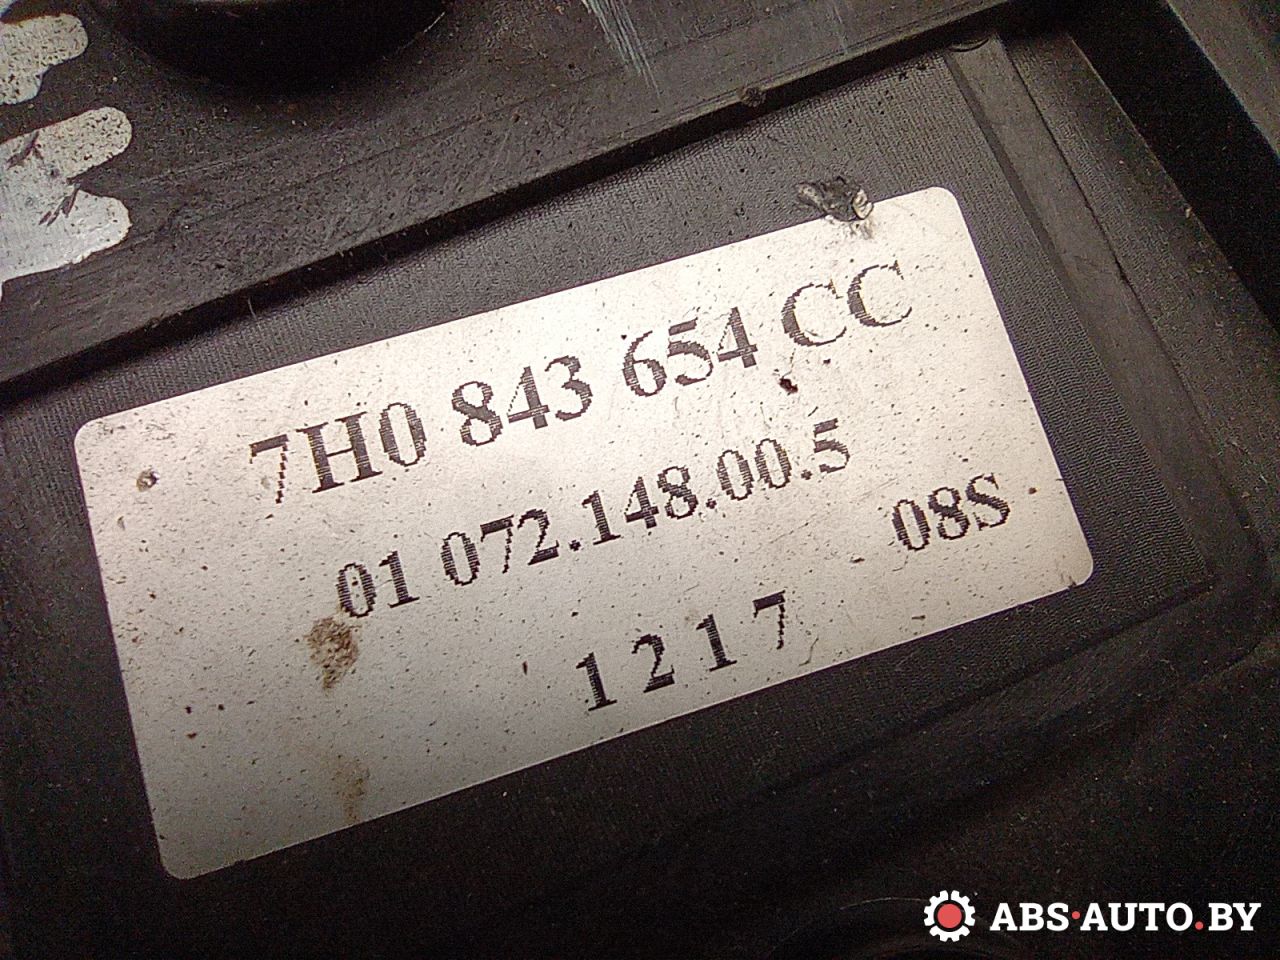 7H0 843 654 CC
01 072.148.00.5
08S
1217
ABS·AUTO.BY